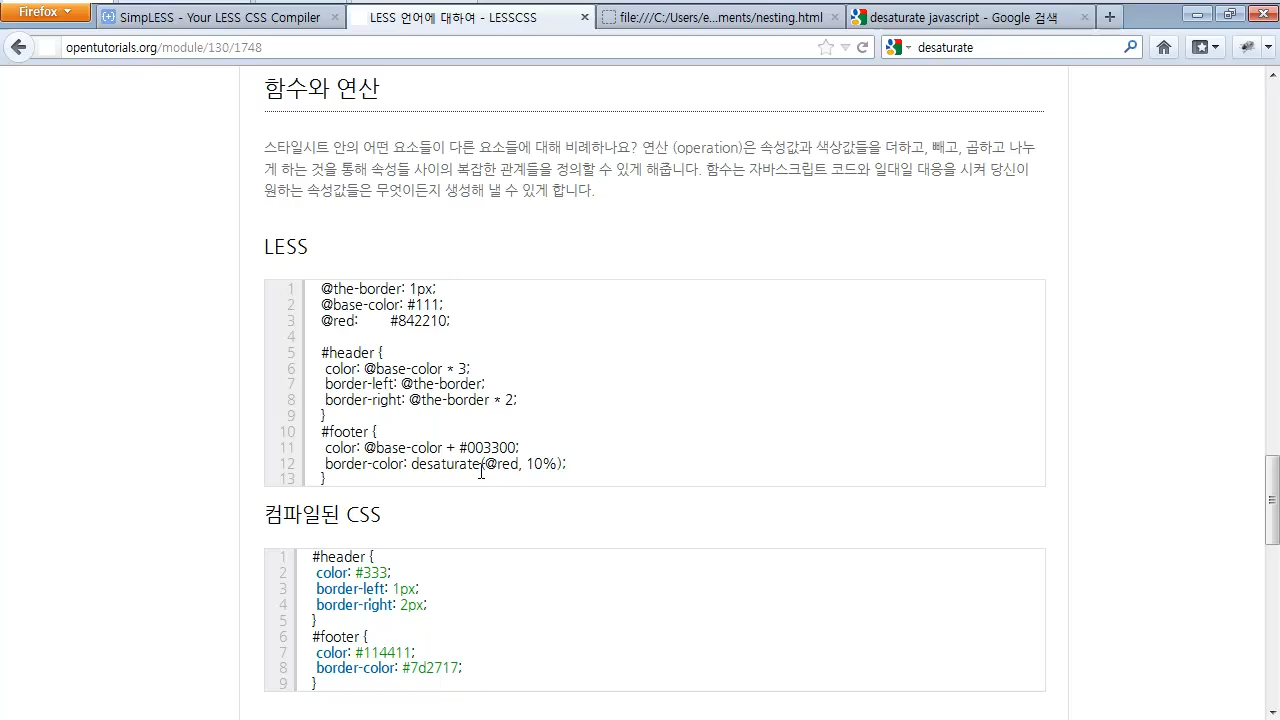 Firefox
SimpLESS - Your LESS CSS Compiler
LESS 언어에 대하여 - LESSCSS
file:///C:/Users/e...ments/nesting.html
desaturate javascript - Google 검색
opentutorials.org/module/130/1748
desaturate
함수와 연산
스타일시트 안의 어떤 요소들이 다른 요소들에 대해 비례하나요? 연산 (operation)은 속성값과 색상값들을 더하고, 빼고, 곱하고 나누
게 하는 것을 통해 속성들 사이의 복잡한 관계들을 정의할 수 있게 해줍니다. 함수는 자바스크립트 코드와 일대일 대응을 시켜 당신이
원하는 속성값들은 무엇이든지 생성해 낼 수 있게 합니다.
LESS
1 @the-border: 1px;
2 @base-color: #111;
3 @red: #842210;
4
5 #header {
6 color: @base-color * 3;
7 border-left: @the-border;
8 border-right: @the-border * 2;
9 }
10 #footer {
11 color: @base-color + #003300;
12 border-color: desaturate(@red, 10%);
13 }
컴파일된 CSS
1 #header {
2 color: #333;
3 border-left: 1px;
4 border-right: 2px;
5 }
6 #footer {
7 color: #114411;
8 border-color: #7d2717;
9 }